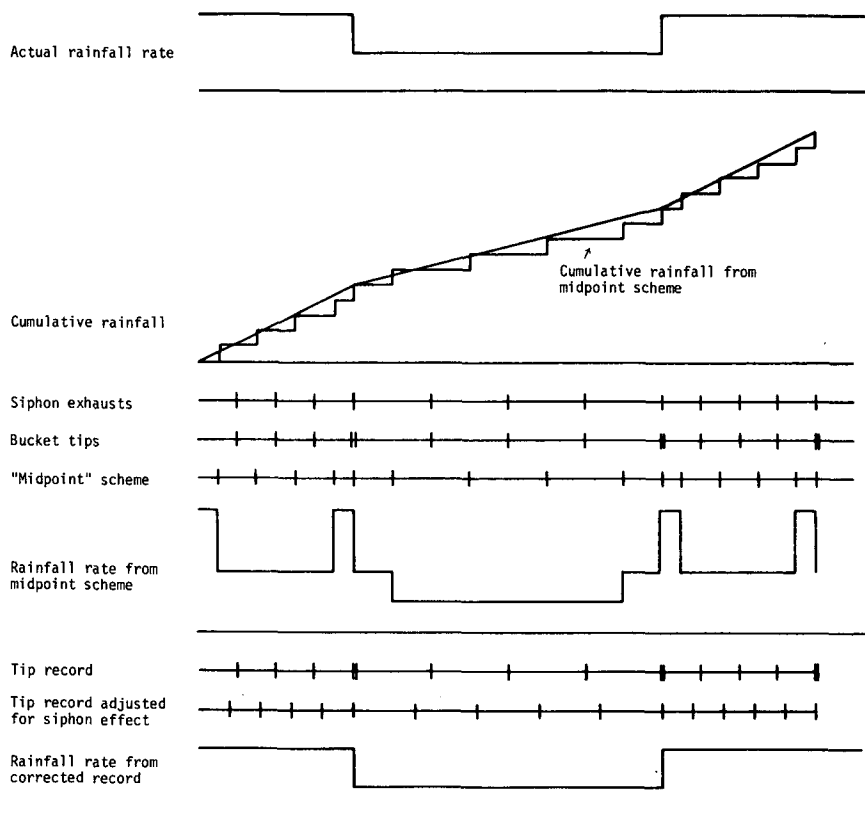 Actual rainfall rate
Cumulative rainfall from
midpoint scheme
Cumulative rainfall
Siphon exhausts
Bucket tips
"Midpoint" scheme
Rainfall rate from
midpoint scheme
Tip record
Tip record adjusted
for siphon effect
Rainfall rate from
corrected record